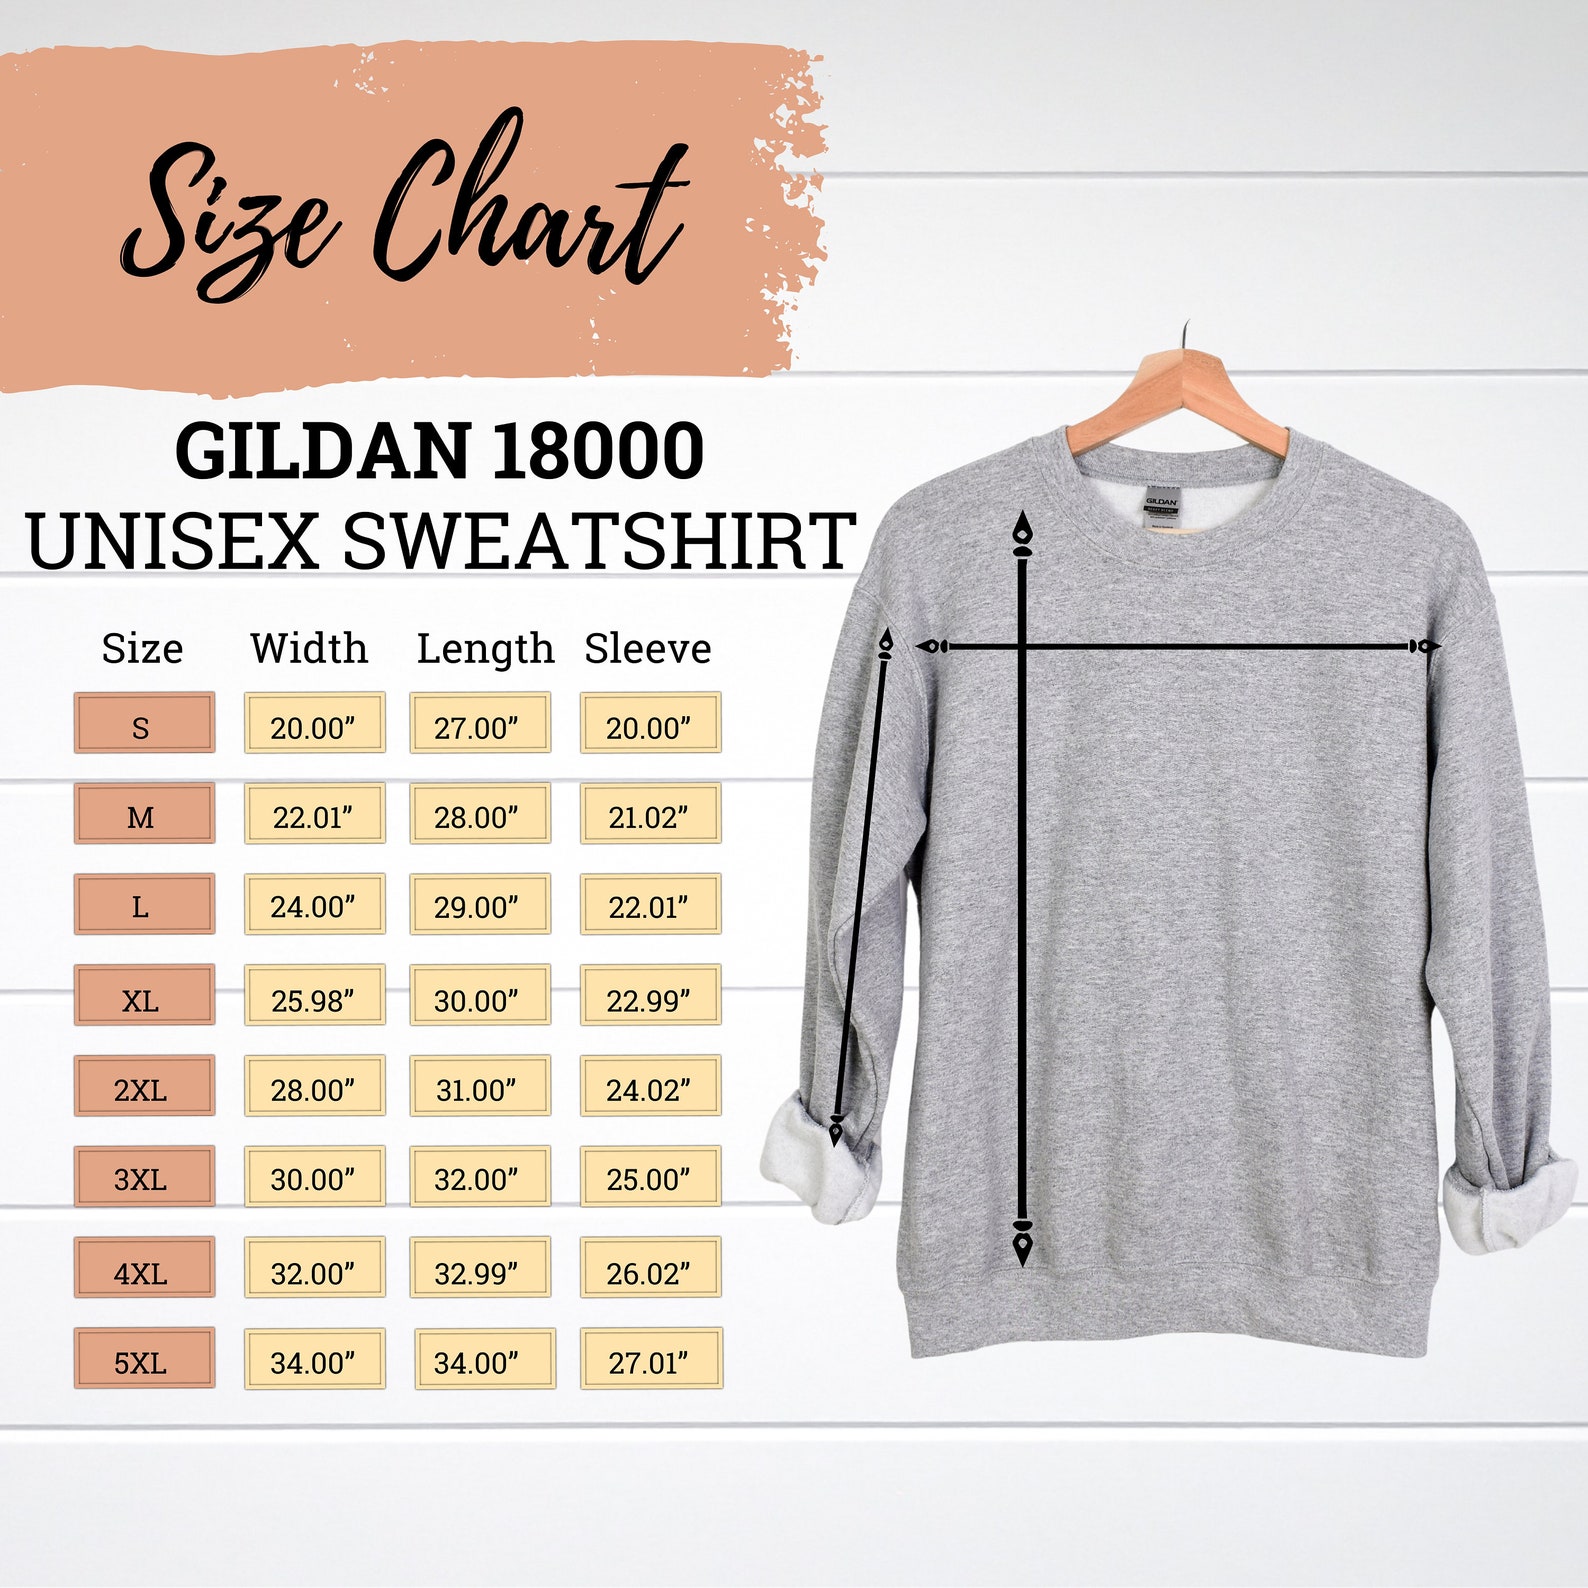 Size Chart
GILDAN 18000
UNISEX SWEATSHIRT
Size Width Length Sleeve
S 20.00” 27.00” 20.00”
M 22.01” 28.00” 21.02”
L 24.00” 29.00” 22.01”
XL 25.98” 30.00” 22.99”
2XL 28.00” 31.00” 24.02”
3XL 30.00” 32.00” 25.00”
4XL 32.00” 32.99” 26.02”
5XL 34.00” 34.00” 27.01”
GILDAN
HEAVY BLEND